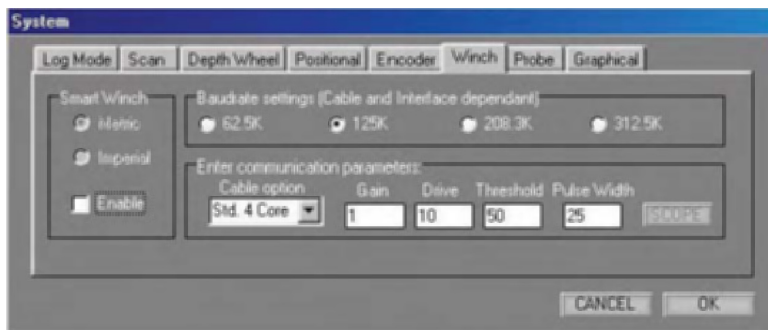 System
Log Mode Scan Depth Wheel Positional Encoder Winch Probe Graphical
Smart Winch
Metric
Imperial
Enable
Baudrate settings (Cable and Interface dependant)
62.5K 125K 208.3K 312.5K
Enter communication parameters:
Cable option Gain Drive Threshold Pulse Width
Std. 4 Core 1 10 50 25 SCOPE
CANCEL OK